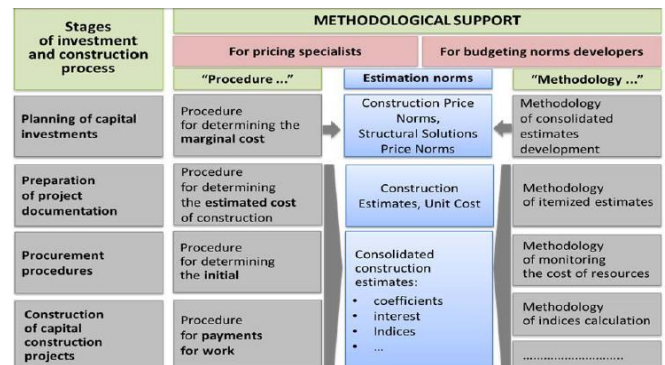 Stages
of investment
and construction
process
METHODOLOGICAL SUPPORT
For pricing specialists
For budgeting norms developers
“Procedure ...”
Estimation norms
“Methodology ...”
Planning of capital
investments
Procedure
for determining the
marginal cost
Construction Price
Norms,
Structural Solutions
Price Norms
Methodology
of consolidated
estimates
development
Preparation
of project
documentation
Procedure
for determining
the estimated cost
of construction
Construction
Estimates, Unit Cost
Methodology
of itemized estimates
Procurement
procedures
Procedure
for determining
the initial
Consolidated
construction
estimates:
• coefficients
• interest
• Indices
• ...
Methodology
of monitoring
the cost of resources
Construction
of capital
construction
projects
Procedure
for payments
for work
Methodology
of indices calculation
............................